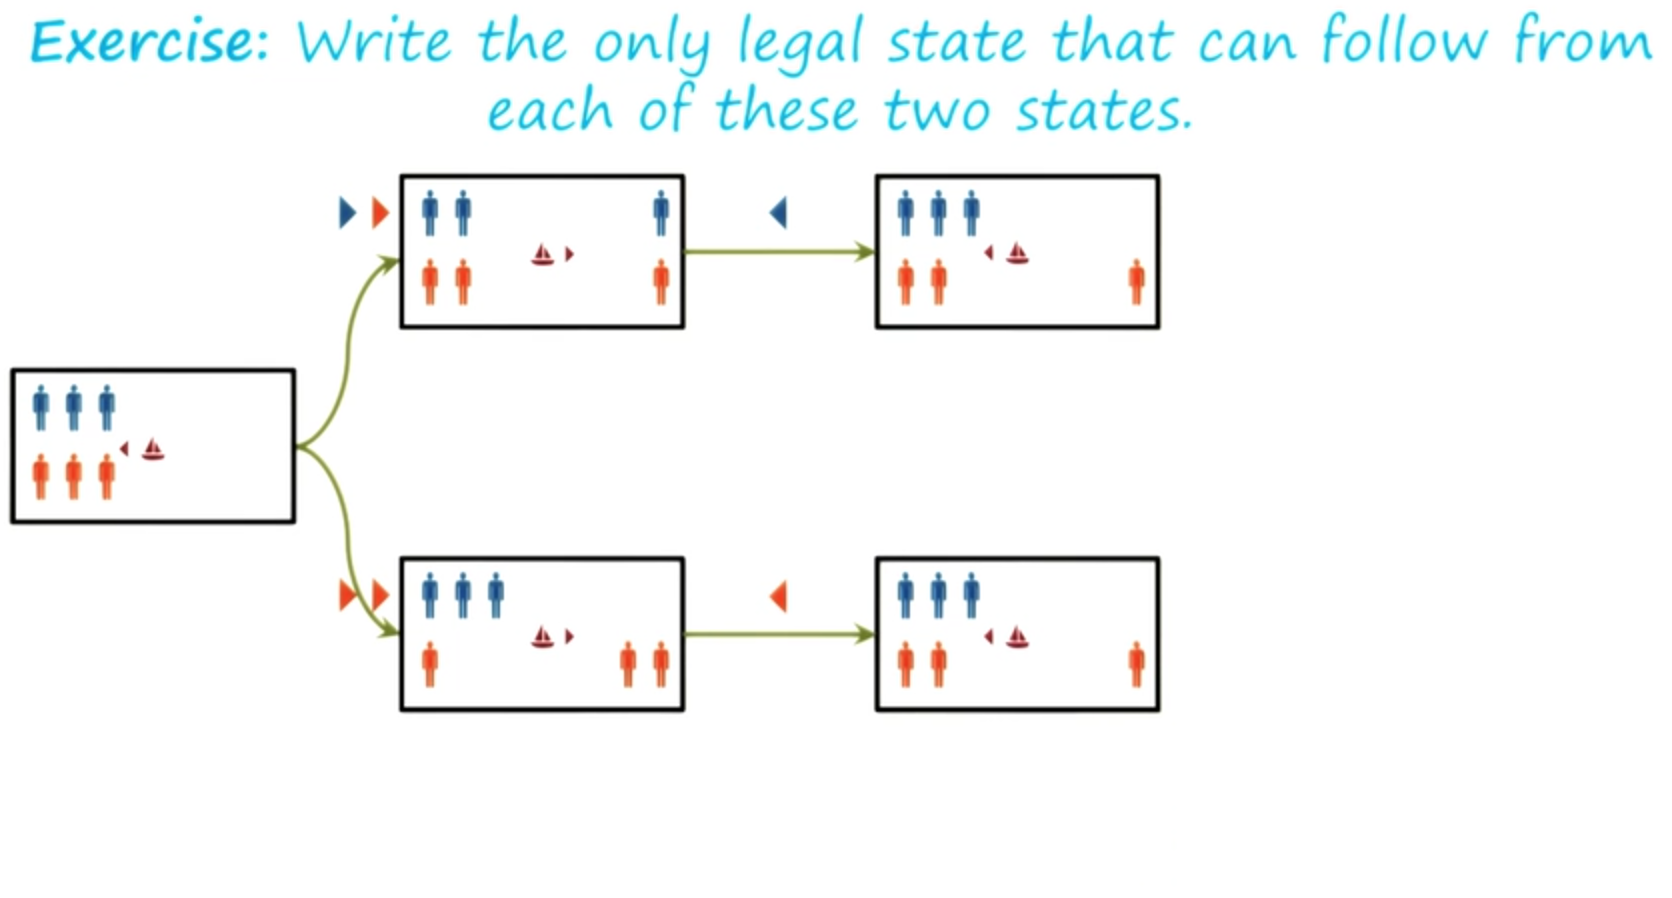 Exercise: Write the only legal state that can follow from
each of these two states.